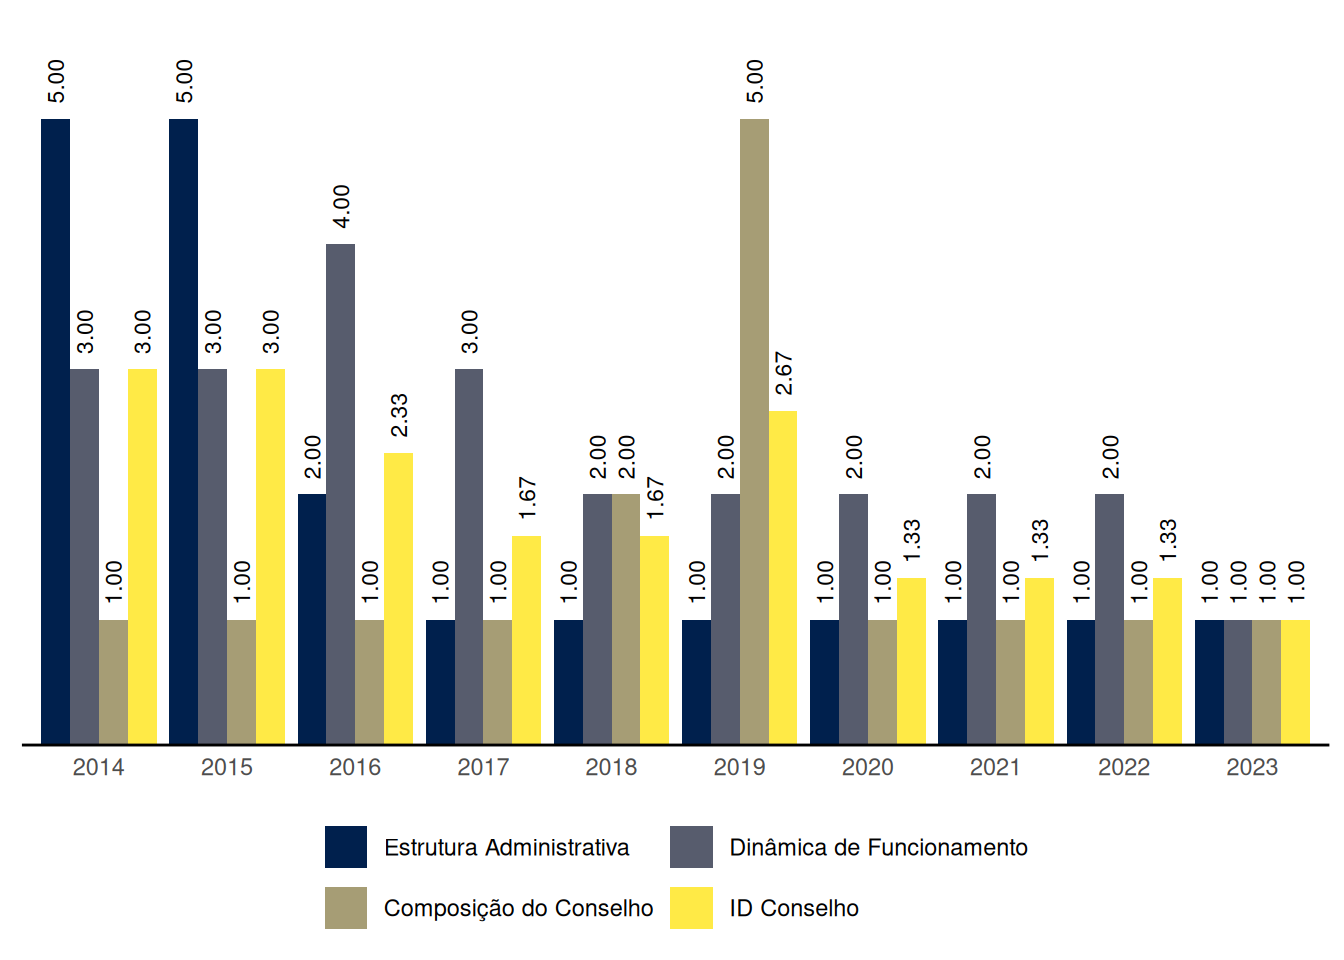 5.00 3.00 1.00 3.00 5.00 3.00 1.00 3.00 2.00 4.00 1.00 2.33 1.00 3.00 1.00 1.67 1.00 2.00 2.00 1.67 1.00 2.00 5.00 2.67 1.00 2.00 1.00 1.33 1.00 2.00 1.00 1.33 1.00 2.00 1.00 1.33 1.00 1.00 1.00 1.00
2014 2015 2016 2017 2018 2019 2020 2021 2022 2023
Estrutura Administrativa Dinâmica de Funcionamento
Composição do Conselho ID Conselho